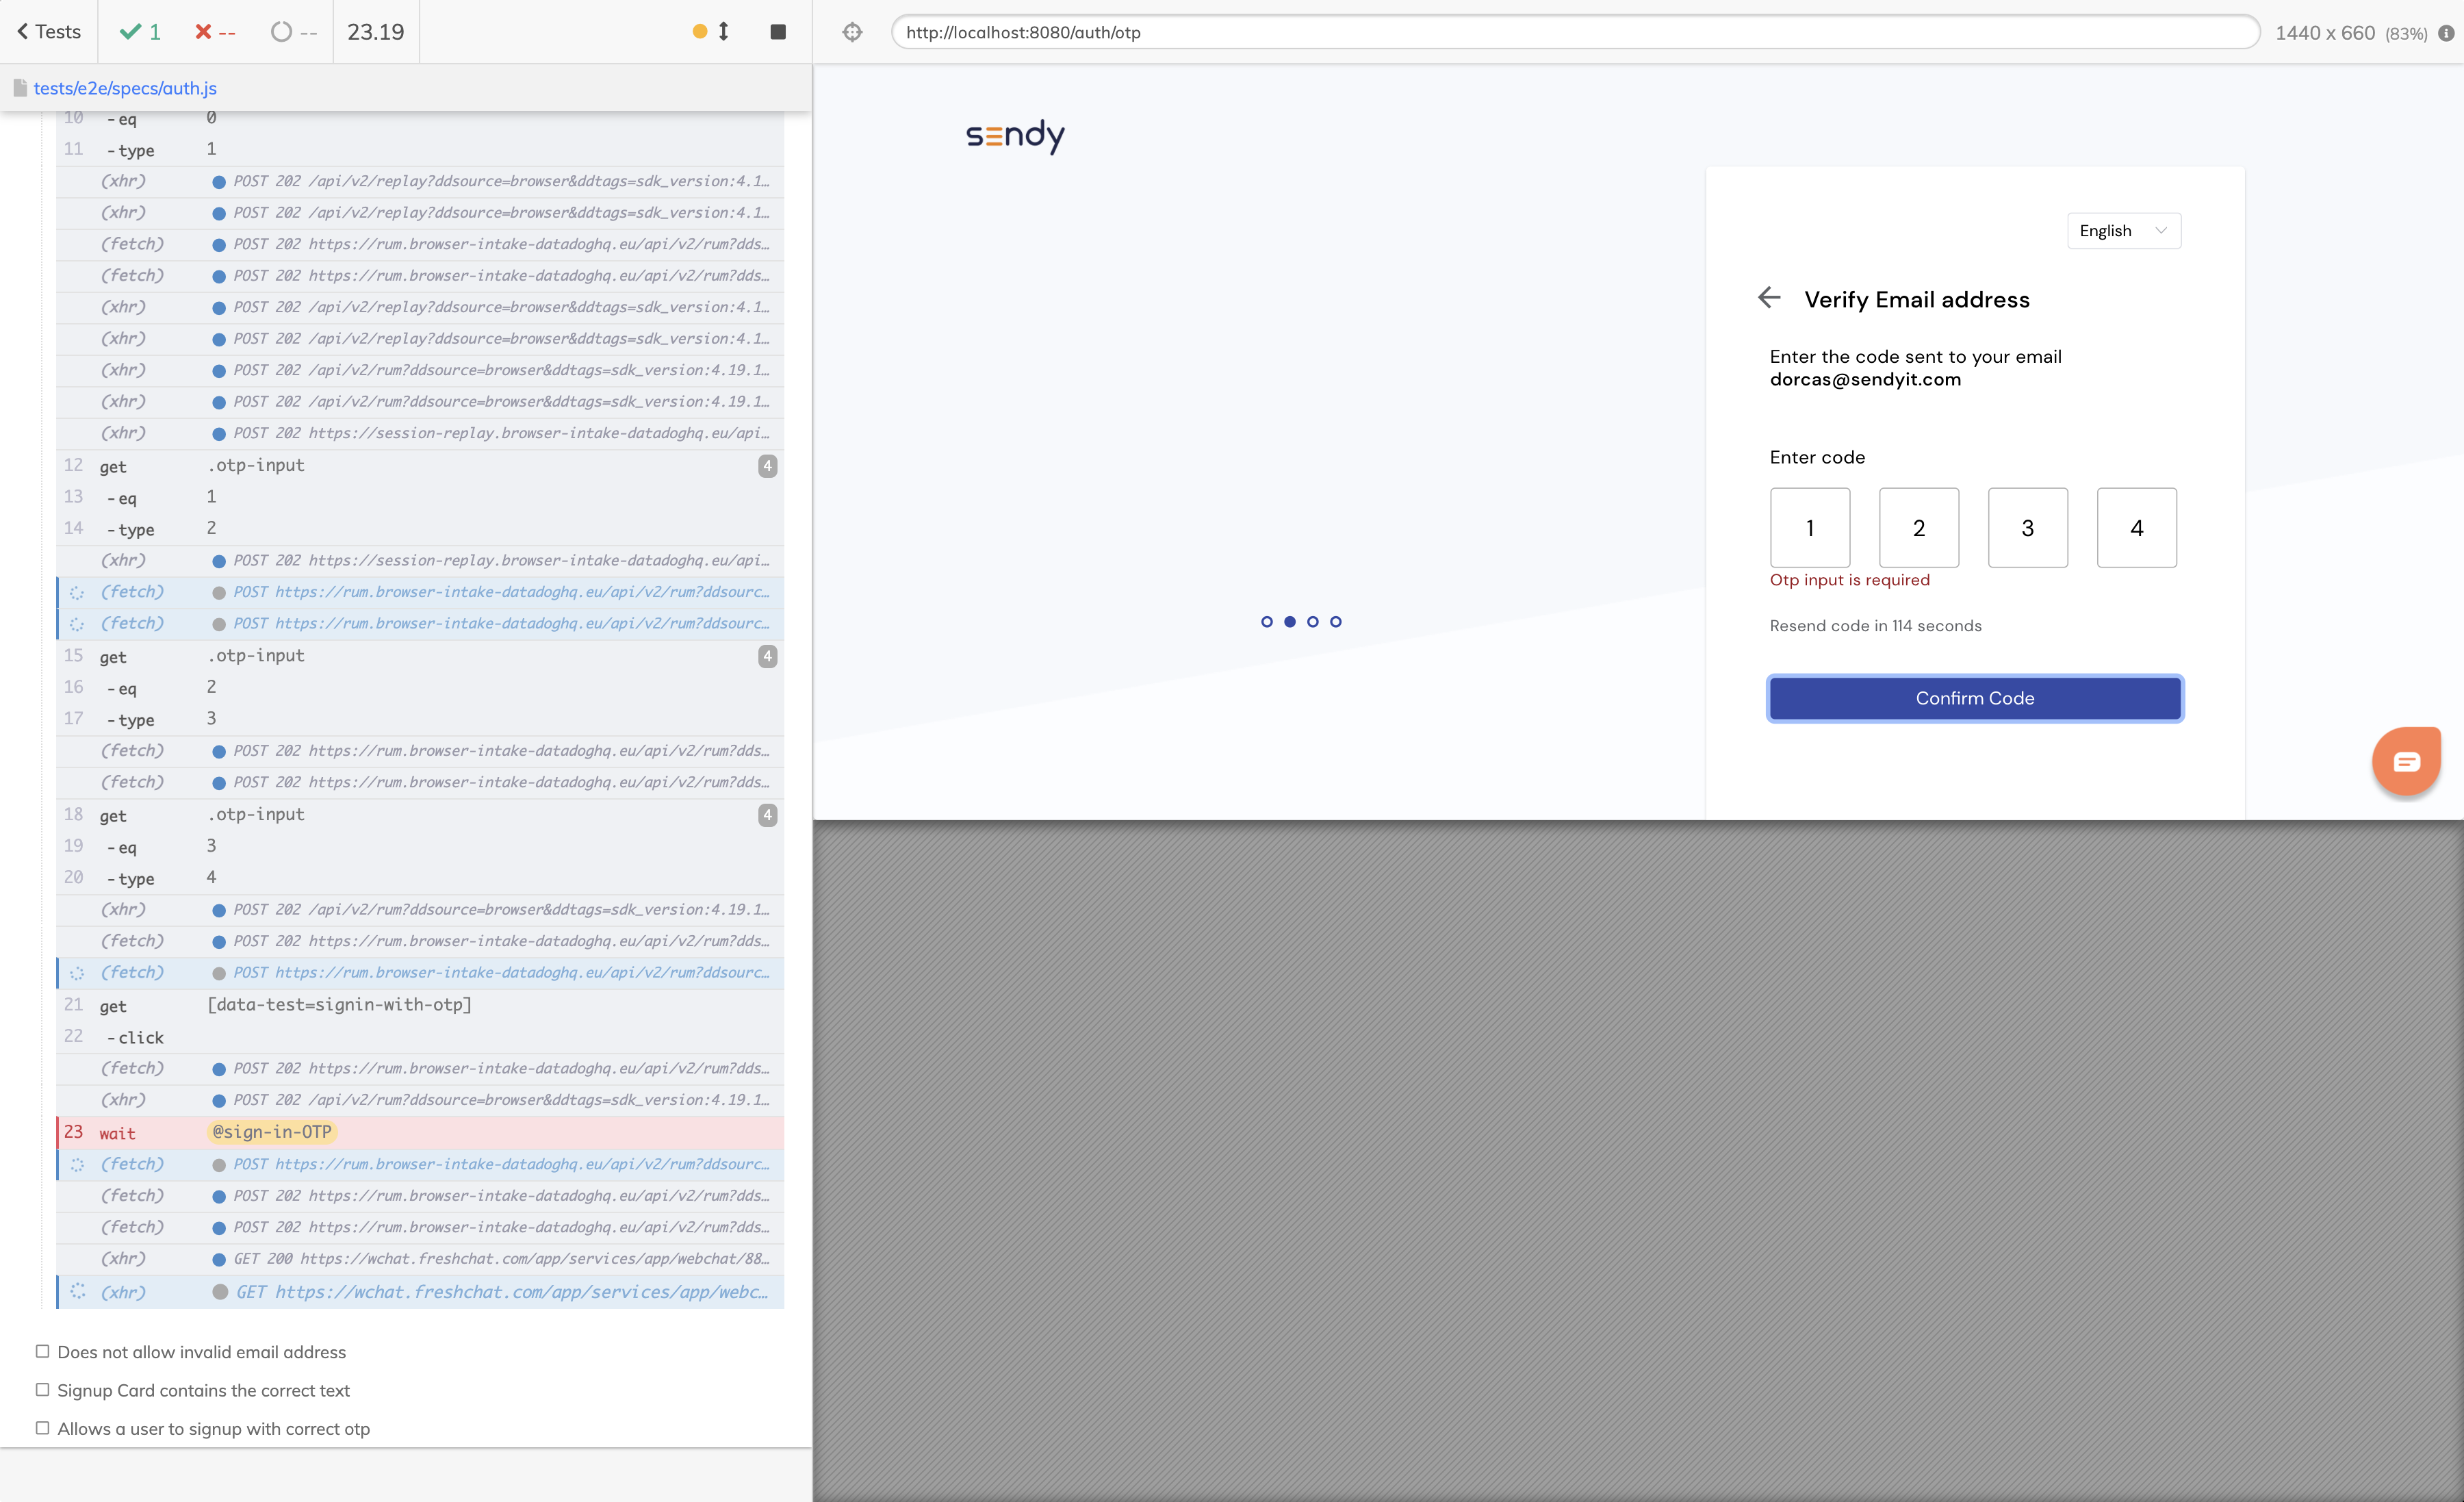 Tests
1
--
--
23.19
tests/e2e/specs/auth.js
10 -eq 0
11 -type 1
(xhr) POST 202 /api/v2/replay?ddsource=browser&ddtags=sdk_version:4.1…
(xhr) POST 202 /api/v2/replay?ddsource=browser&ddtags=sdk_version:4.1…
(fetch) POST 202 https://rum.browser-intake-datadoghq.eu/api/v2/rum?dds…
(fetch) POST 202 https://rum.browser-intake-datadoghq.eu/api/v2/rum?dds…
(xhr) POST 202 /api/v2/replay?ddsource=browser&ddtags=sdk_version:4.1…
(xhr) POST 202 /api/v2/replay?ddsource=browser&ddtags=sdk_version:4.1…
(xhr) POST 202 /api/v2/rum?ddsource=browser&ddtags=sdk_version:4.19.1…
(xhr) POST 202 /api/v2/rum?ddsource=browser&ddtags=sdk_version:4.19.1…
(xhr) POST 202 https://session-replay.browser-intake-datadoghq.eu/api…
12 get .otp-input 4
13 -eq 1
14 -type 2
(xhr) POST 202 https://session-replay.browser-intake-datadoghq.eu/api…
(fetch) POST https://rum.browser-intake-datadoghq.eu/api/v2/rum?ddsourc…
(fetch) POST https://rum.browser-intake-datadoghq.eu/api/v2/rum?ddsourc…
15 get .otp-input 4
16 -eq 2
17 -type 3
(fetch) POST 202 https://rum.browser-intake-datadoghq.eu/api/v2/rum?dds…
(fetch) POST 202 https://rum.browser-intake-datadoghq.eu/api/v2/rum?dds…
18 get .otp-input 4
19 -eq 3
20 -type 4
(xhr) POST 202 /api/v2/rum?ddsource=browser&ddtags=sdk_version:4.19.1…
(fetch) POST 202 https://rum.browser-intake-datadoghq.eu/api/v2/rum?dds…
(fetch) POST https://rum.browser-intake-datadoghq.eu/api/v2/rum?ddsourc…
21 get [data-test=signin-with-otp]
22 -click
(fetch) POST 202 https://rum.browser-intake-datadoghq.eu/api/v2/rum?dds…
(xhr) POST 202 /api/v2/rum?ddsource=browser&ddtags=sdk_version:4.19.1…
23 wait @sign-in-OTP
(fetch) POST https://rum.browser-intake-datadoghq.eu/api/v2/rum?ddsourc…
(fetch) POST 202 https://rum.browser-intake-datadoghq.eu/api/v2/rum?dds…
(fetch) POST 202 https://rum.browser-intake-datadoghq.eu/api/v2/rum?dds…
(xhr) GET 200 https://wchat.freshchat.com/app/services/app/webchat/88…
(xhr) GET https://wchat.freshchat.com/app/services/app/webc…
Does not allow invalid email address
Signup Card contains the correct text
Allows a user to signup with correct otp
http://localhost:8080/auth/otp
1440 x 660 (83%)
sendy
English
Verify Email address
Enter the code sent to your email
dorcas@sendyit.com
Enter code
1 2 3 4
Otp input is required
Resend code in 114 seconds
Confirm Code